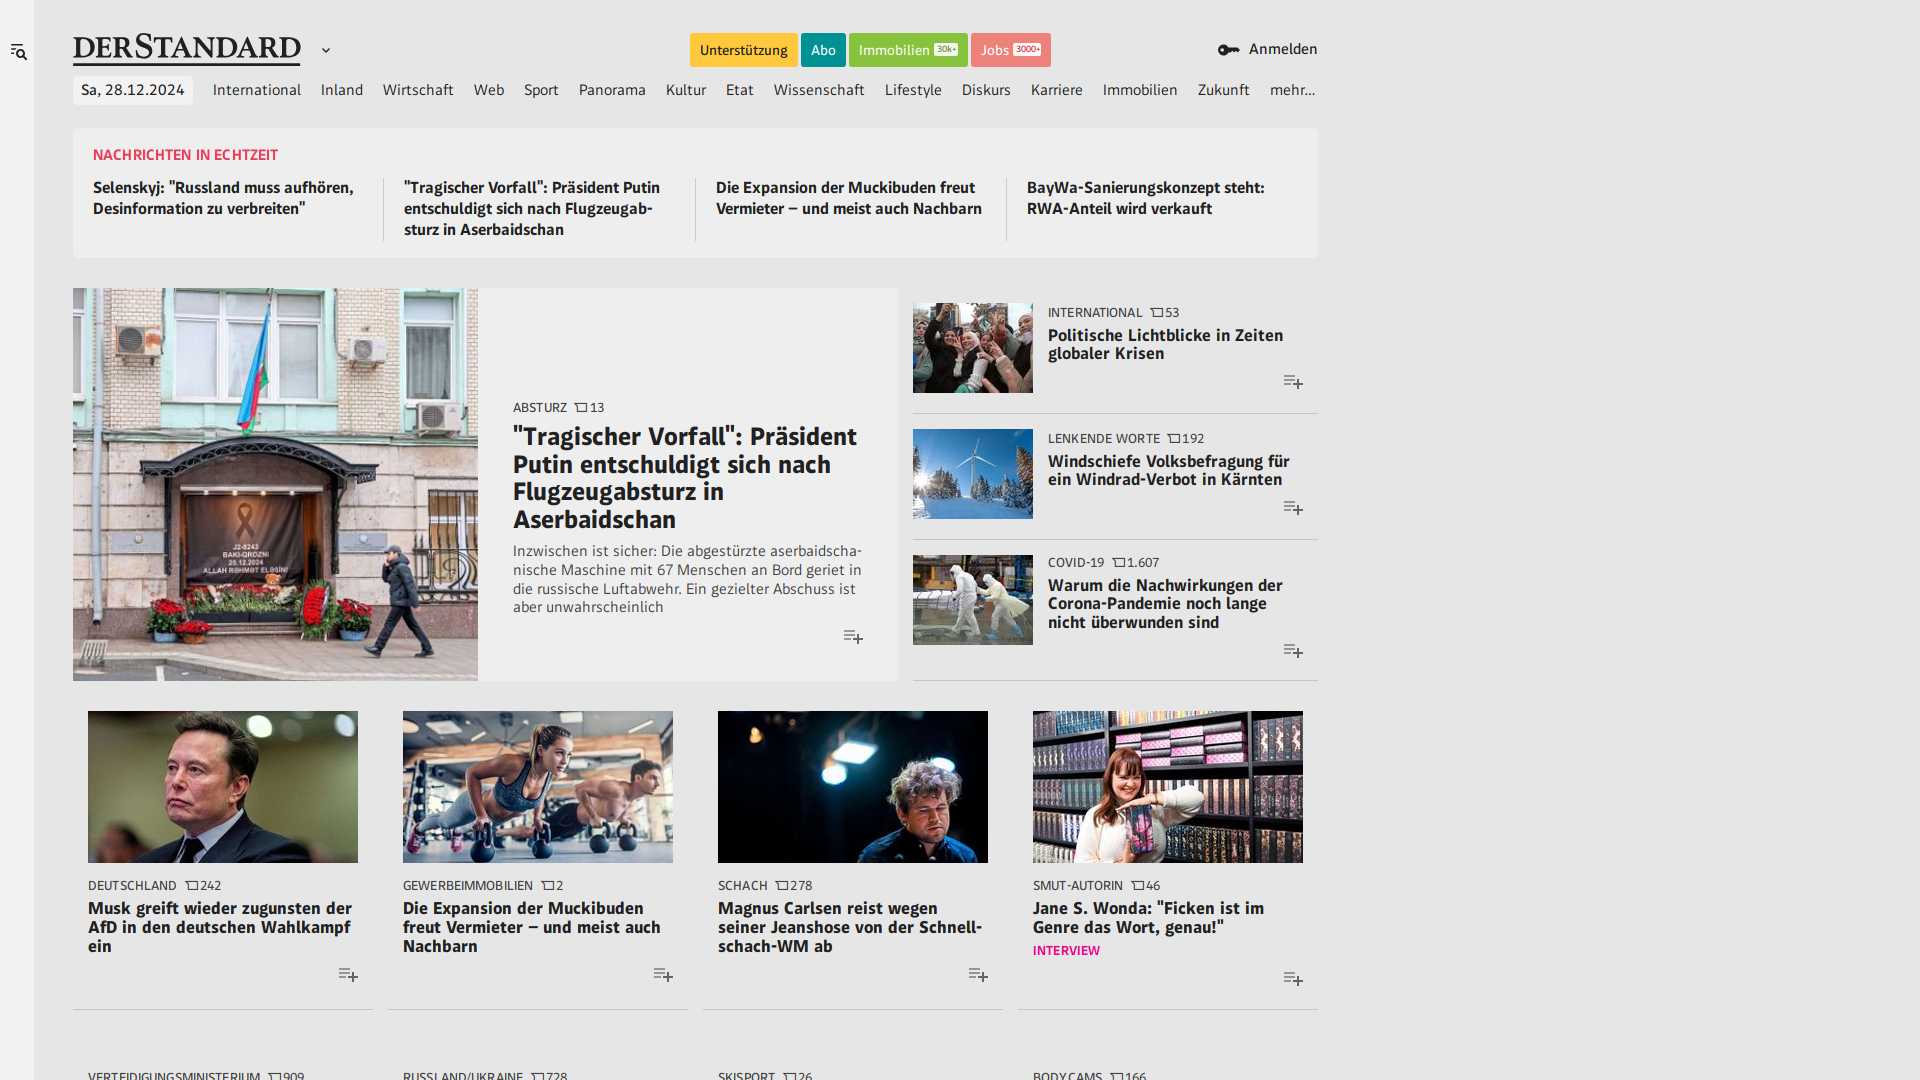 DERSTANDARD
Unterstützung
Abo
Immobilien 30k+
Jobs 3000+
Anmelden
Sa, 28.12.2024
International
Inland
Wirtschaft
Web
Sport
Panorama
Kultur
Etat
Wissenschaft
Lifestyle
Diskurs
Karriere
Immobilien
Zukunft
mehr...
NACHRICHTEN IN ECHTZEIT
Selenskyj: "Russland muss aufhören,
Desinformation zu verbreiten"
"Tragischer Vorfall": Präsident Putin
entschuldigt sich nach Flugzeugab-
sturz in Aserbaidschan
Die Expansion der Muckibuden freut
Vermieter – und meist auch Nachbarn
BayWa-Sanierungskonzept steht:
RWA-Anteil wird verkauft
J2-8243
BAKI-QROZNI
25.12.2024
ALLAH RƏHMƏT ELƏSİN!
ABSTURZ 13
"Tragischer Vorfall": Präsident
Putin entschuldigt sich nach
Flugzeugabsturz in
Aserbaidschan
Inzwischen ist sicher: Die abgestürzte aserbaidscha-
nische Maschine mit 67 Menschen an Bord geriet in
die russische Luftabwehr. Ein gezielter Abschuss ist
aber unwahrscheinlich
INTERNATIONAL 53
Politische Lichtblicke in Zeiten
globaler Krisen
LENKENDE WORTE 192
Windschiefe Volksbefragung für
ein Windrad-Verbot in Kärnten
COVID-19 1.607
Warum die Nachwirkungen der
Corona-Pandemie noch lange
nicht überwunden sind
DEUTSCHLAND 242
Musk greift wieder zugunsten der
AfD in den deutschen Wahlkampf
ein
GEWERBEIMMOBILIEN 2
Die Expansion der Muckibuden
freut Vermieter – und meist auch
Nachbarn
SCHACH 278
Magnus Carlsen reist wegen
seiner Jeanshose von der Schnell-
schach-WM ab
SMUT-AUTORIN 46
Jane S. Wonda: "Ficken ist im
Genre das Wort, genau!"
INTERVIEW
VERTEIDIGUNGSMINISTERIUM 909
RUSSLAND/UKRAINE 728
SKISPORT 26
BODYCAMS 166